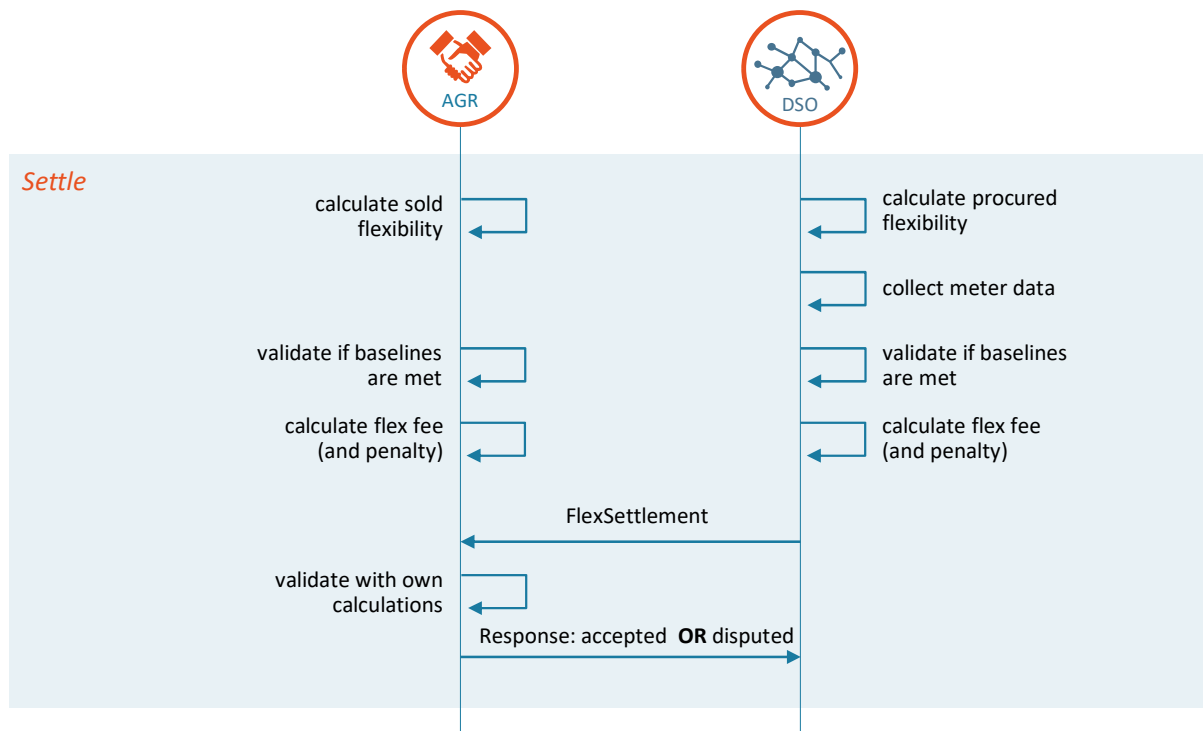 AGR
DSO
Settle
calculate sold
flexibility
calculate procured
flexibility
collect meter data
validate if baselines
are met
validate if baselines
are met
calculate flex fee
(and penalty)
calculate flex fee
(and penalty)
FlexSettlement
validate with own
calculations
Response: accepted OR disputed